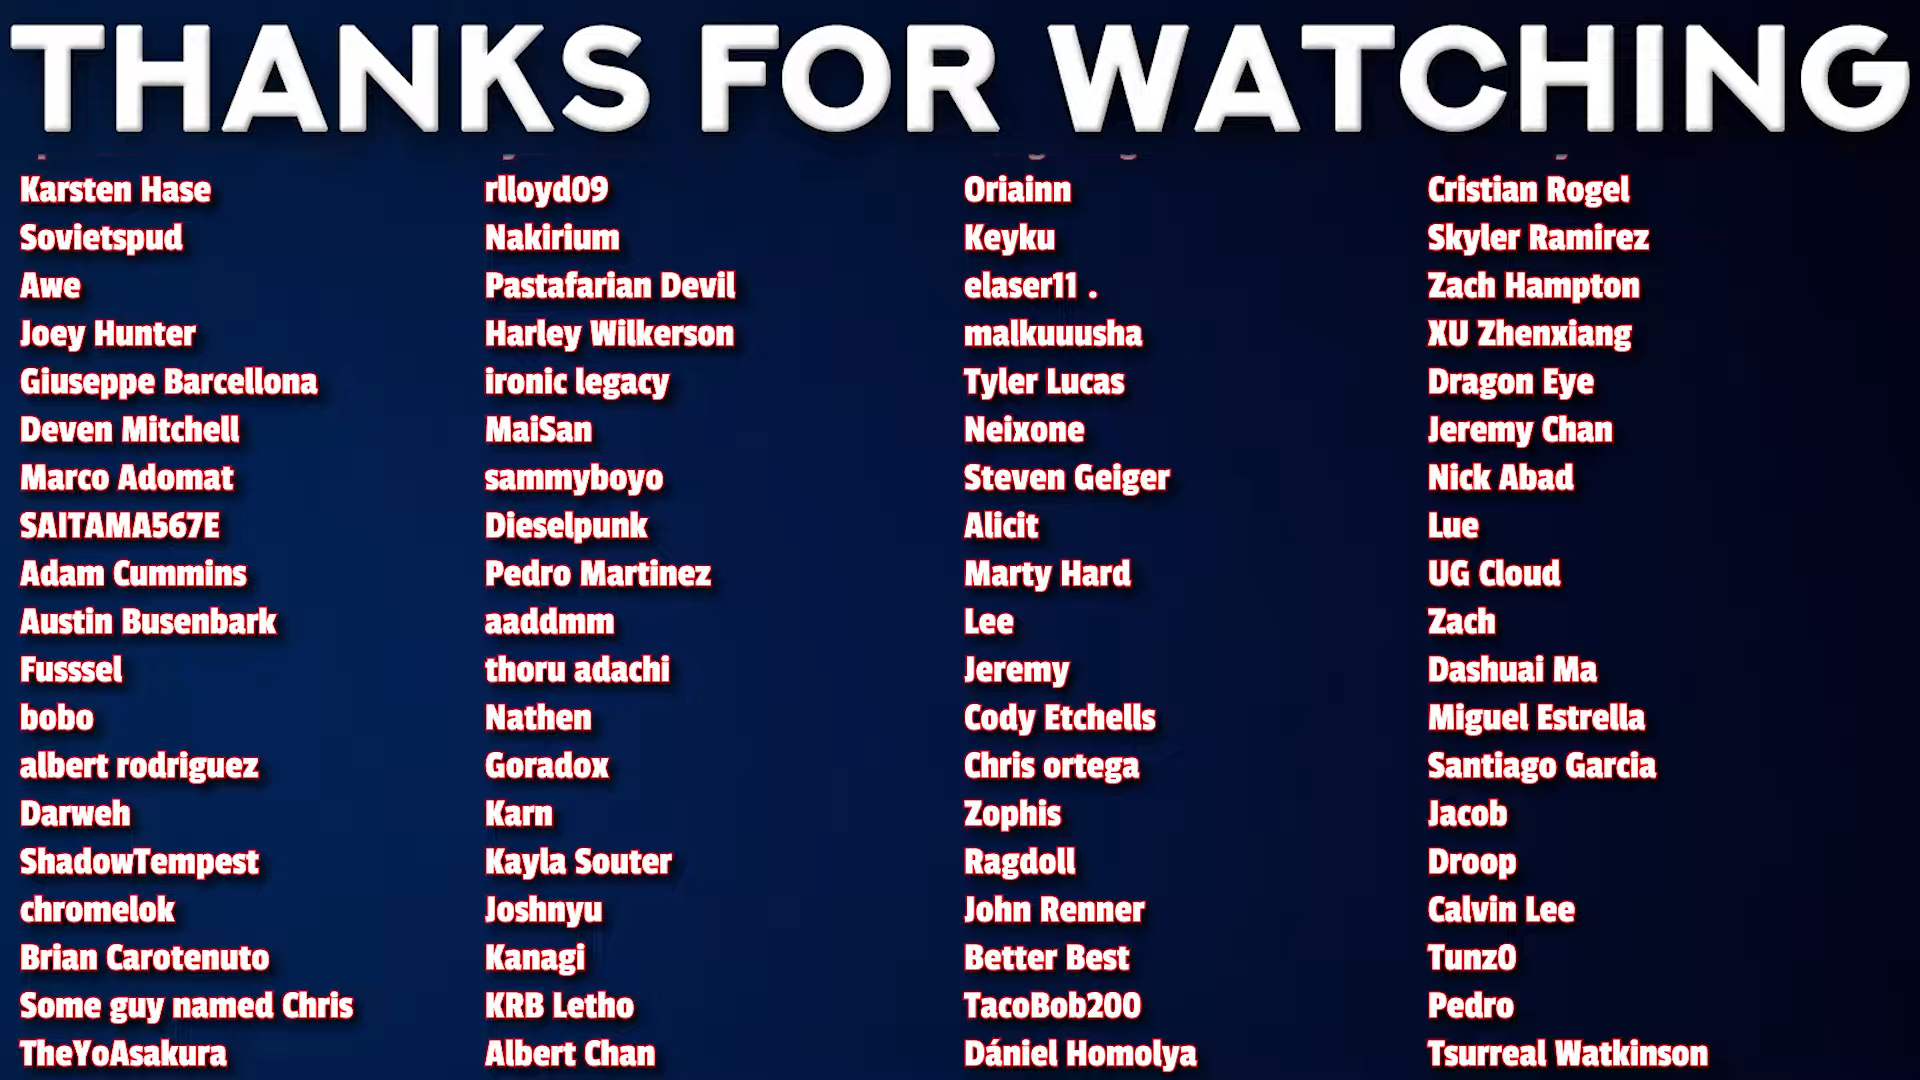 THANKS FOR WATCHING
Karsten Hase
Sovietspud
Awe
Joey Hunter
Giuseppe Barcellona
Deven Mitchell
Marco Adomat
SAITAMA567E
Adam Cummins
Austin Busenbark
Fusssel
bobo
albert rodriguez
Darweh
ShadowTempest
chromelok
Brian Carotenuto
Some guy named Chris
TheYoAsakura
rlloyd09
Nakirium
Pastafarian Devil
Harley Wilkerson
ironic legacy
MaiSan
sammyboyo
Dieselpunk
Pedro Martinez
aaddmm
thoru adachi
Nathen
Goradox
Karn
Kayla Souter
Joshnyu
Kanagi
KRB Letho
Albert Chan
Oriainn
Keyku
elaser11 .
malkuuusha
Tyler Lucas
Neixone
Steven Geiger
Alicit
Marty Hard
Lee
Jeremy
Cody Etchells
Chris ortega
Zophis
Ragdoll
John Renner
Better Best
TacoBob200
Dániel Homolya
Cristian Rogel
Skyler Ramirez
Zach Hampton
XU Zhenxiang
Dragon Eye
Jeremy Chan
Nick Abad
Lue
UG Cloud
Zach
Dashuai Ma
Miguel Estrella
Santiago Garcia
Jacob
Droop
Calvin Lee
Tunz0
Pedro
Tsurreal Watkinson